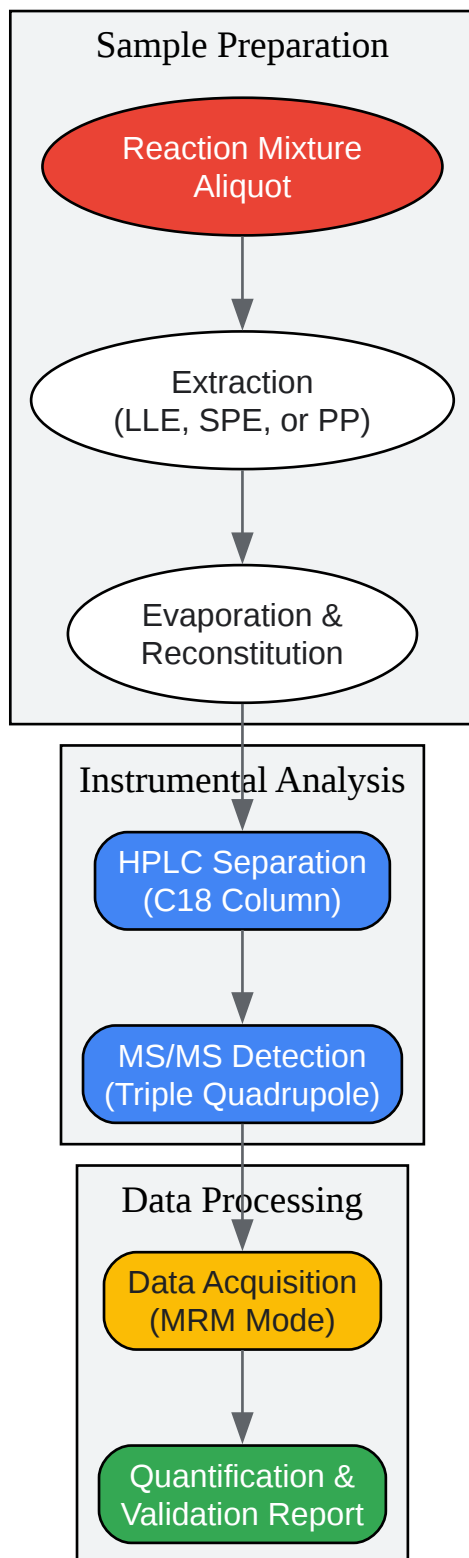 Sample Preparation
Reaction Mixture
Aliquot
Extraction
(LLE, SPE, or PP)
Evaporation &
Reconstitution
Instrumental Analysis
HPLC Separation
(C18 Column)
MS/MS Detection
(Triple Quadrupole)
Data Processing
Data Acquisition
(MRM Mode)
Quantification &
Validation Report